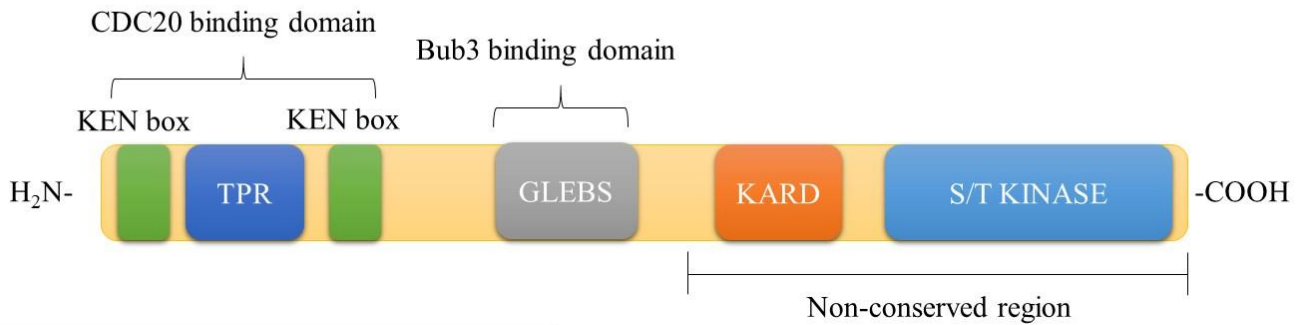 CDC20 binding domain
Bub3 binding domain
KEN box
KEN box
H₂N-
TPR
GLEBS
KARD
S/T KINASE
-COOH
Non-conserved region